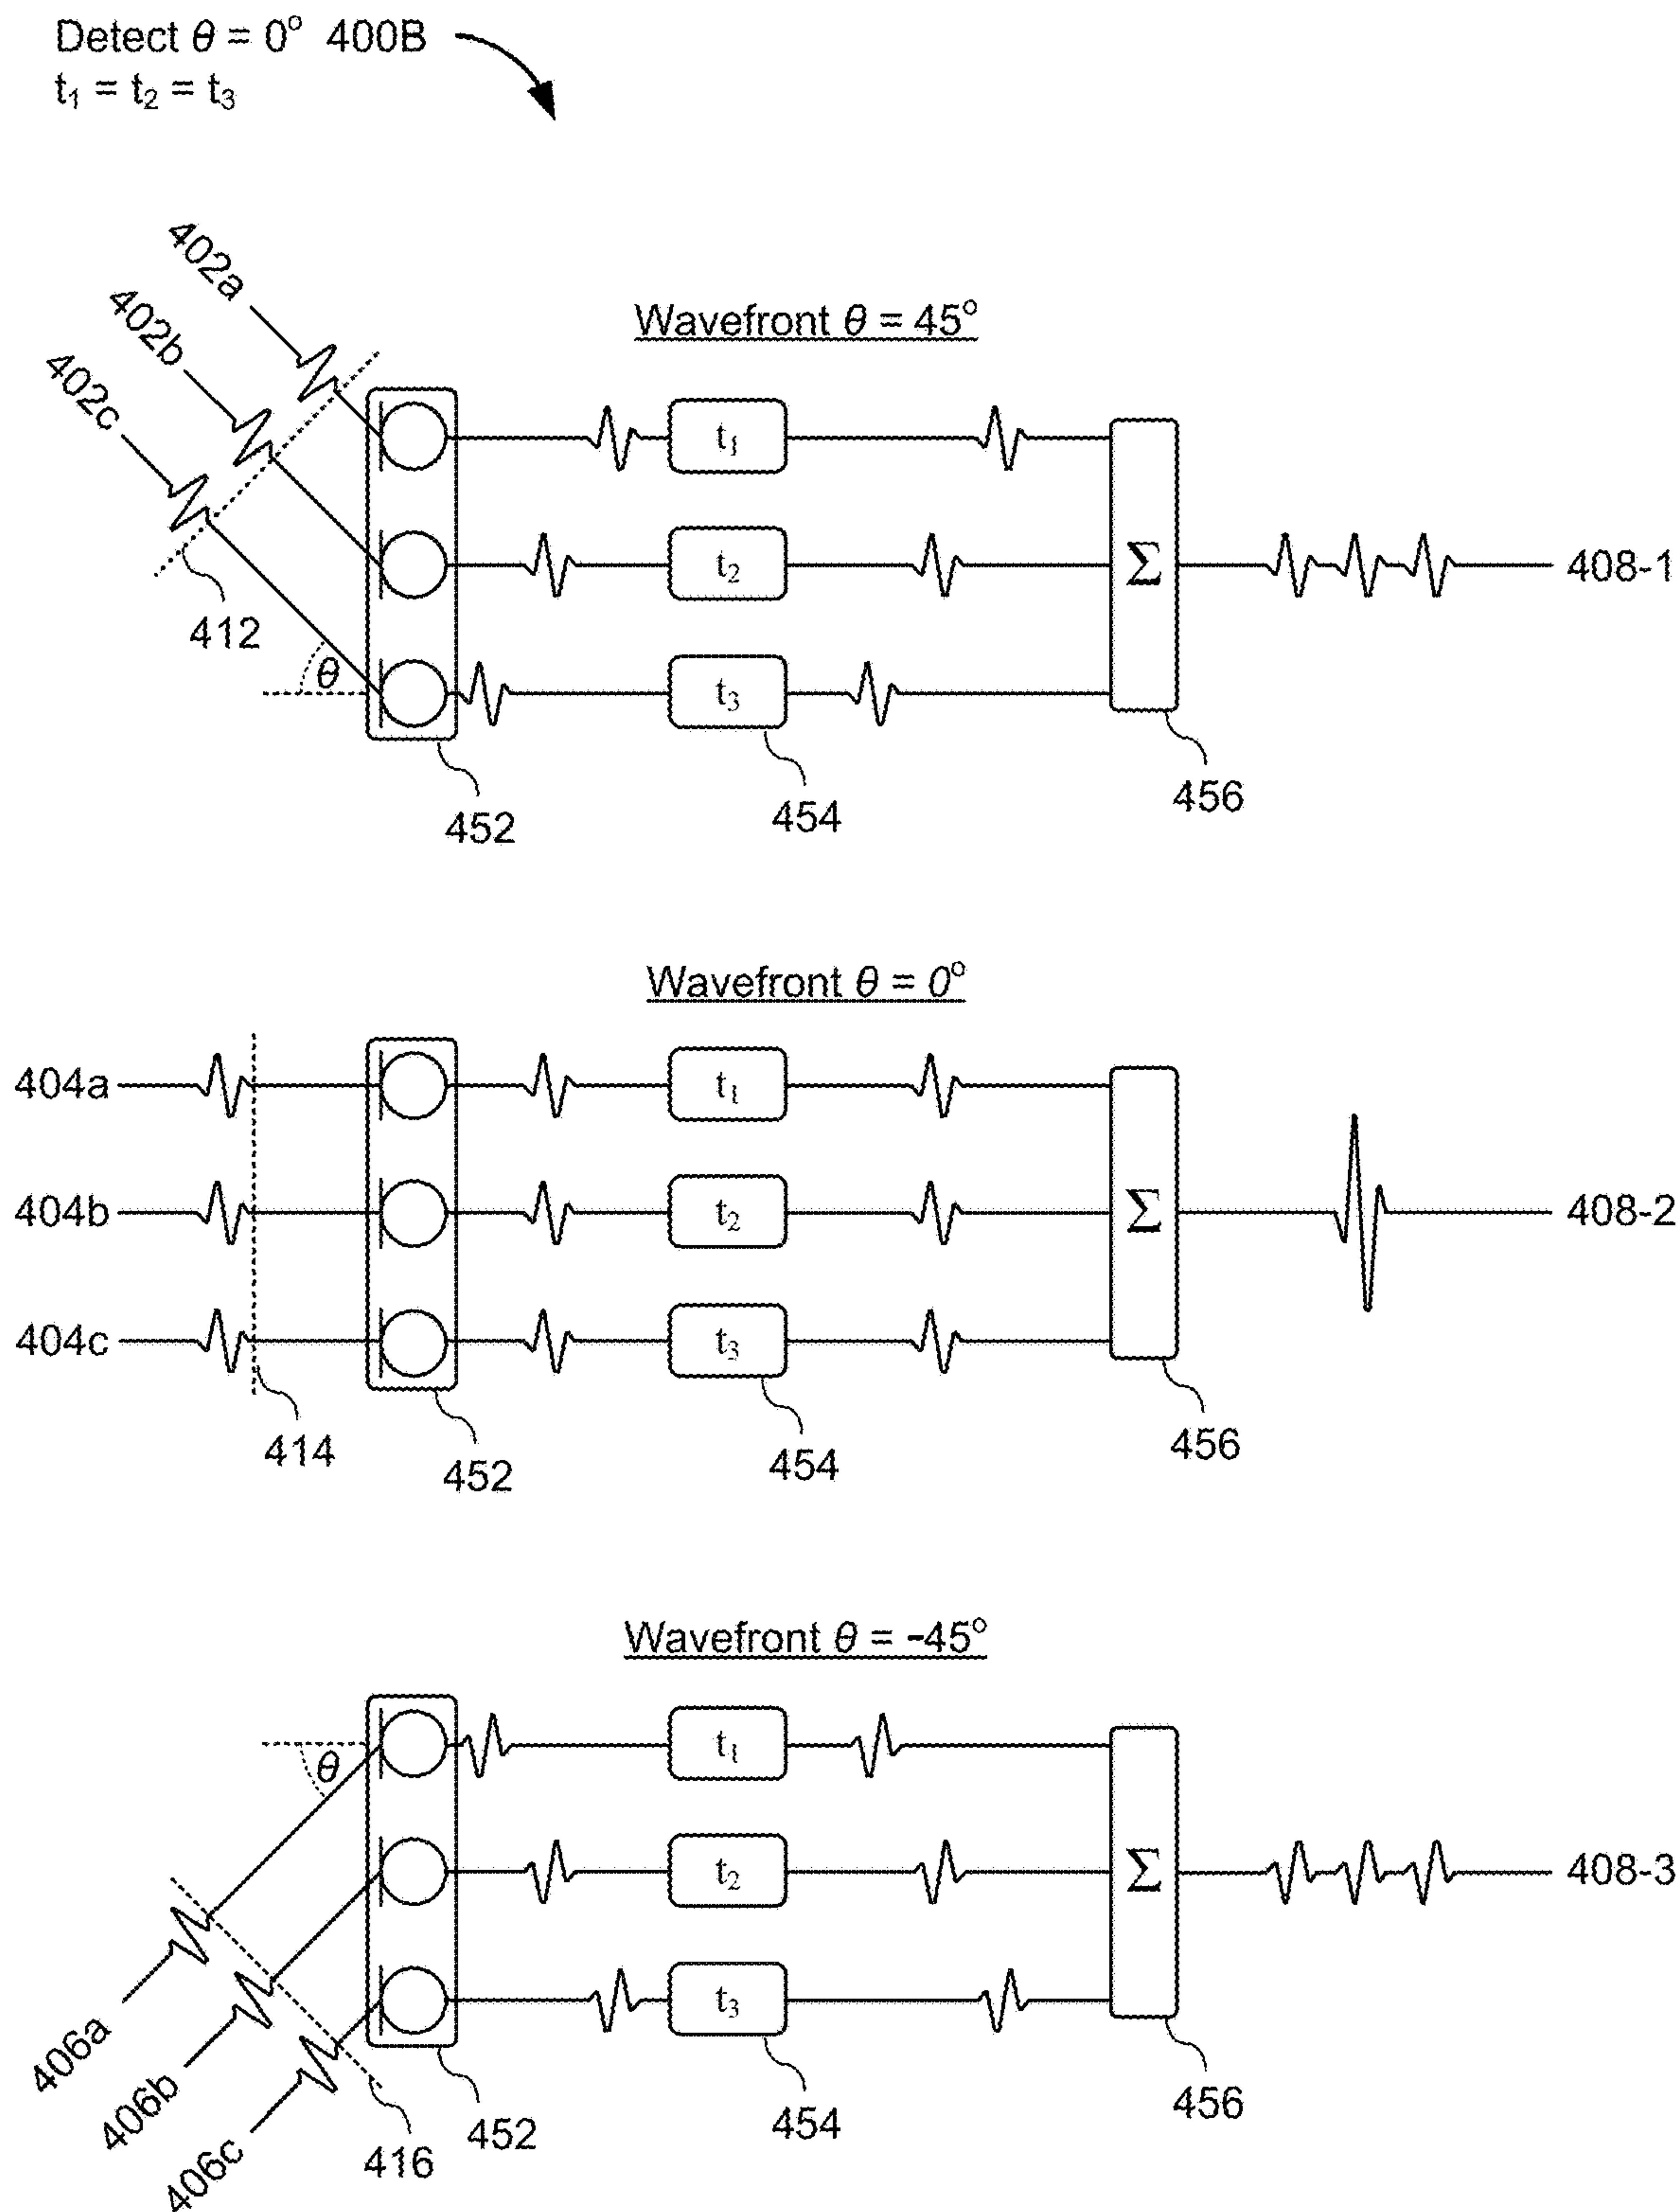 Detect θ = 0° 400B
t₁ = t₂ = t₃
402a
402b
402c
Wavefront θ = 45°
t₁
t₂
Σ
408-1
412
θ
t₃
456
452
454
Wavefront θ = 0°
404a
t₁
404b
t₂
Σ
408-2
404c
t₃
414
452
454
456
Wavefront θ = -45°
θ
t₁
t₂
Σ
408-3
t₃
406a
406b
406c
416
452
454
456